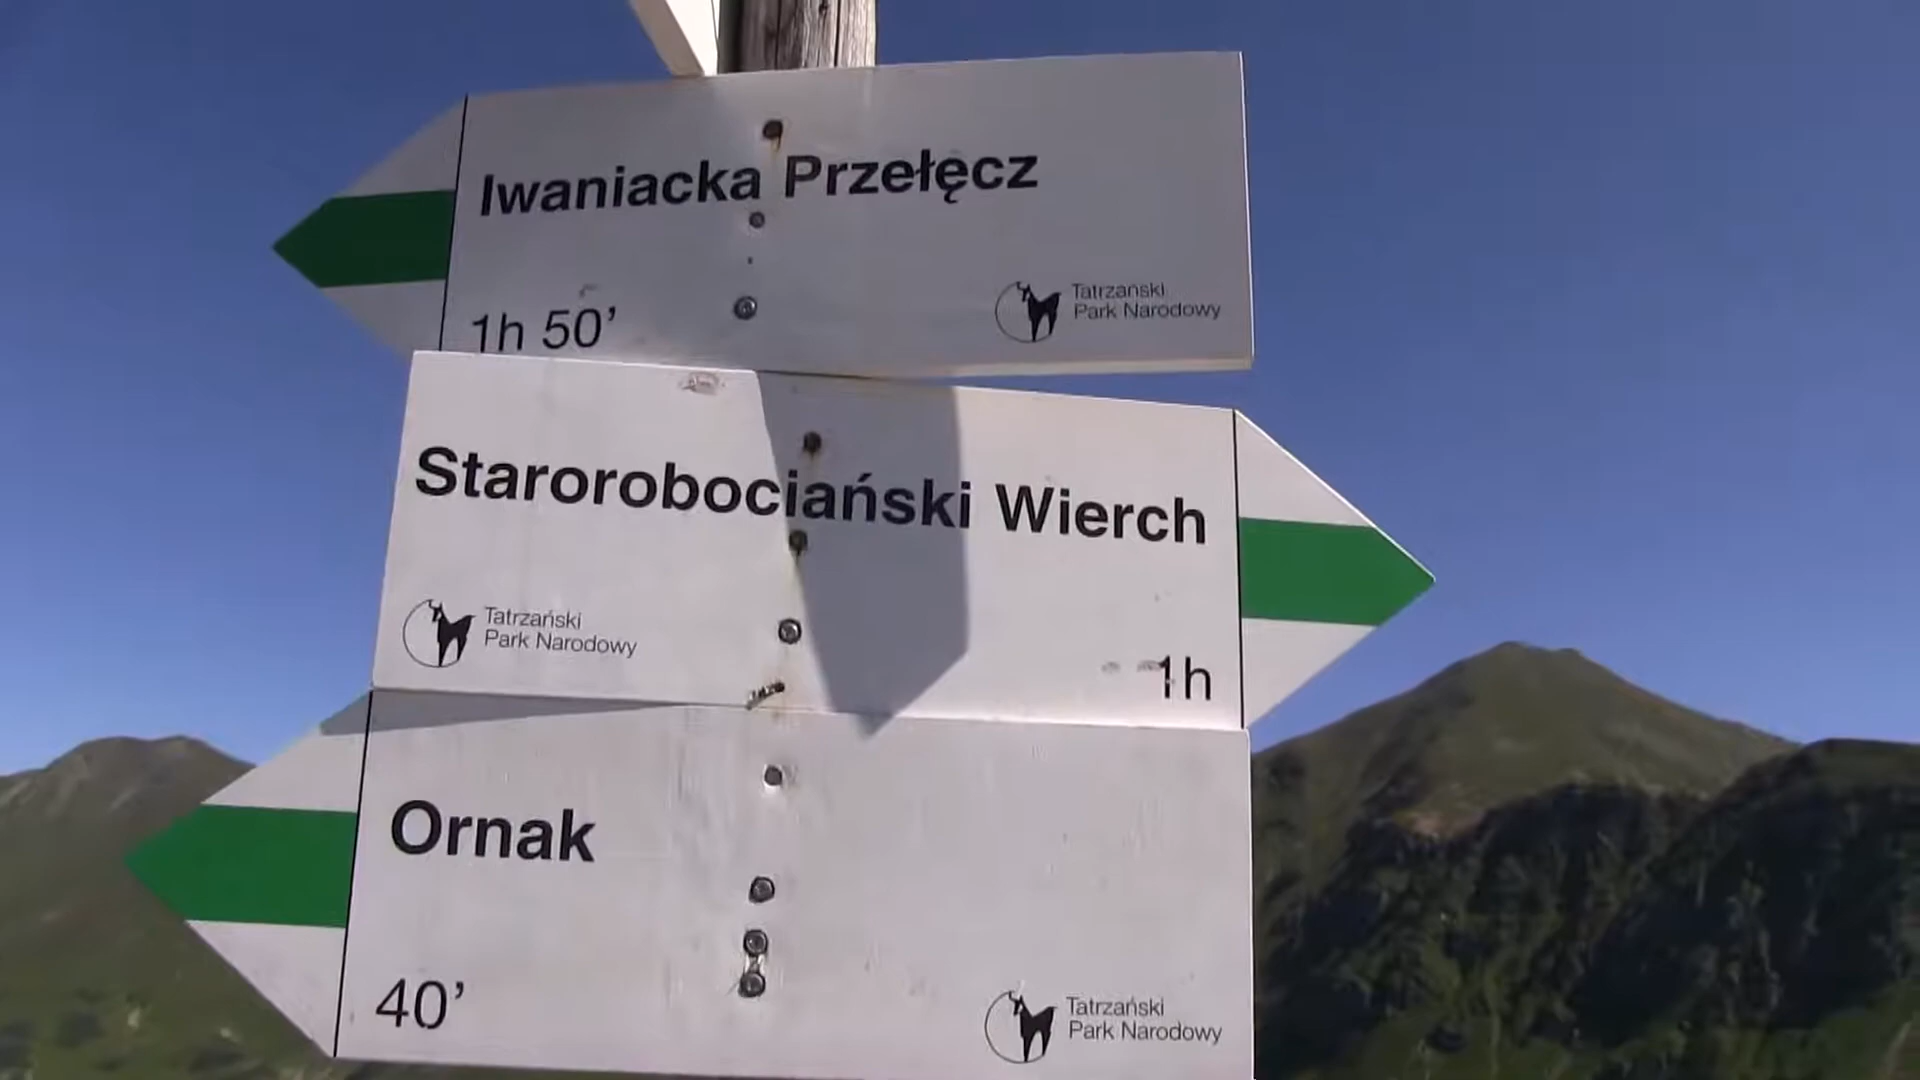 Iwaniacka Przełęcz
1h 50’
Tatrzański
Park Narodowy
Starorobociański Wierch
Tatrzański
Park Narodowy
1h
Ornak
40’
Tatrzański
Park Narodowy